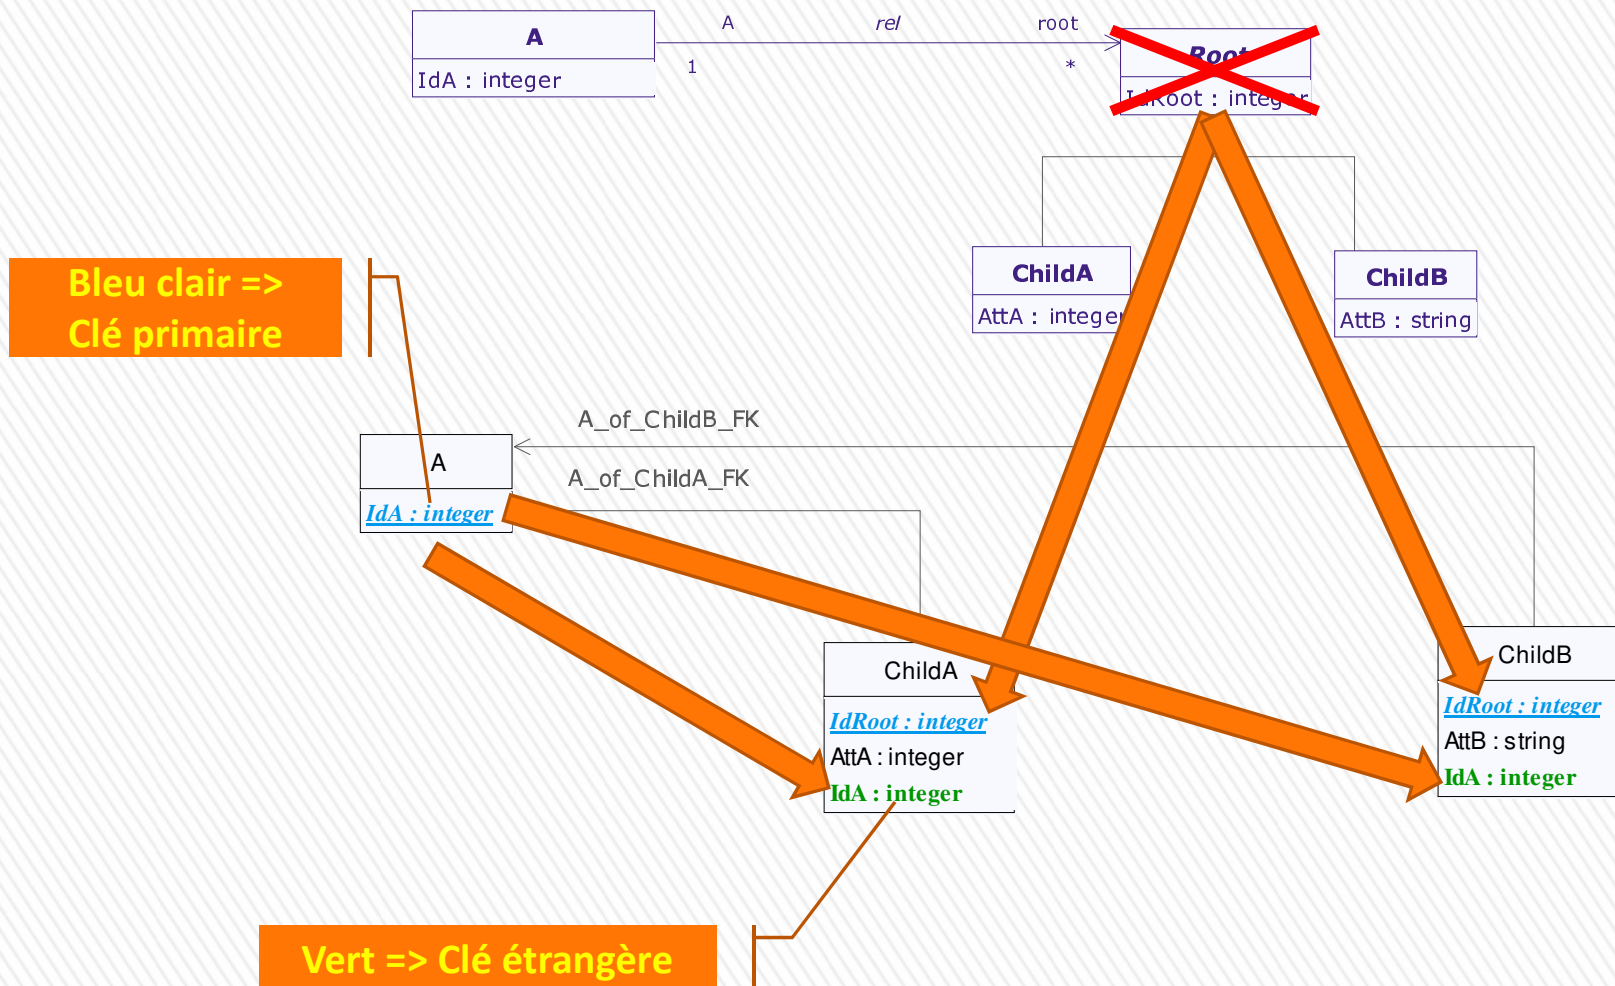 A
rel
root
A
Root
1
*
IdA : integer
IdRoot : integer
ChildA
ChildB
AttA : integer
AttB : string
Bleu clair =>
Clé primaire
A_of_ChildB_FK
A
A_of_ChildA_FK
IdA : integer
ChildA
IdRoot : integer
AttA : integer
IdA : integer
ChildB
IdRoot : integer
AttB : string
IdA : integer
Vert => Clé étrangère